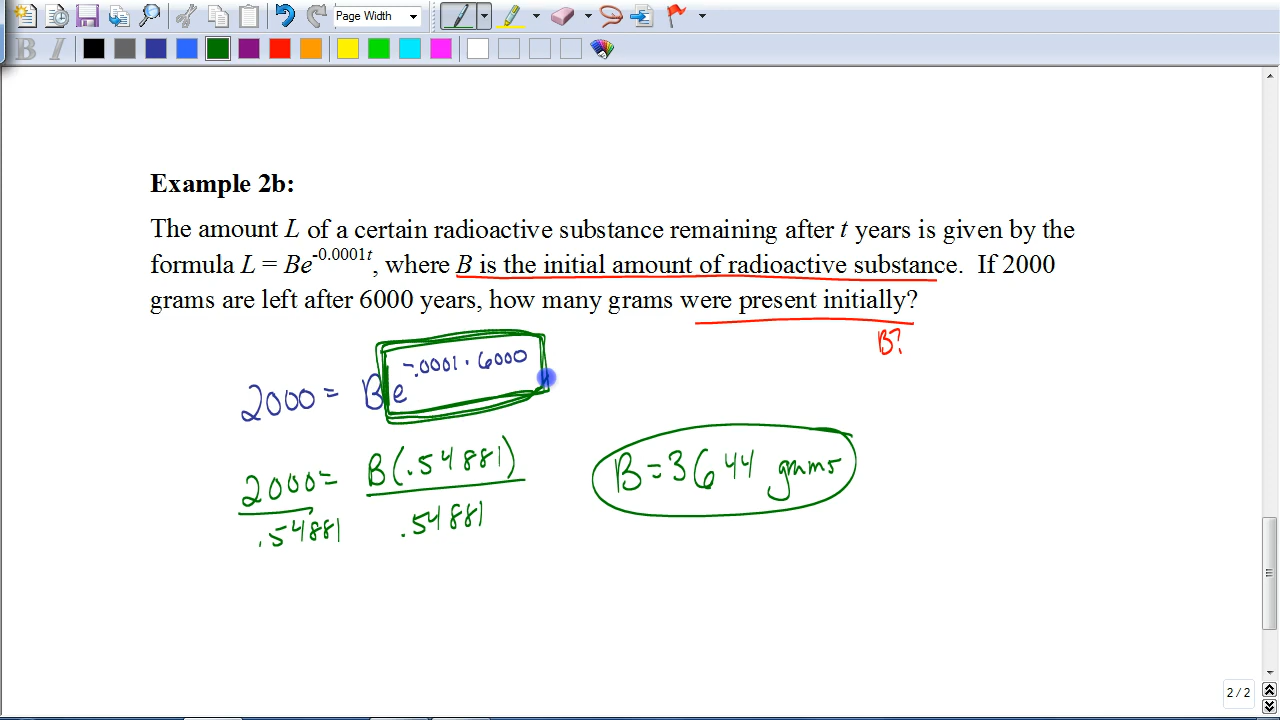 Page Width
B I
Example 2b:
The amount L of a certain radioactive substance remaining after t years is given by the
formula L = Be^-0.0001t, where B is the initial amount of radioactive substance. If 2000
grams are left after 6000 years, how many grams were present initially?
B?
2000 = Be^-.0001·6000
2000 = B(.54881)
.54881 .54881
B = 3644 grams
2 / 2